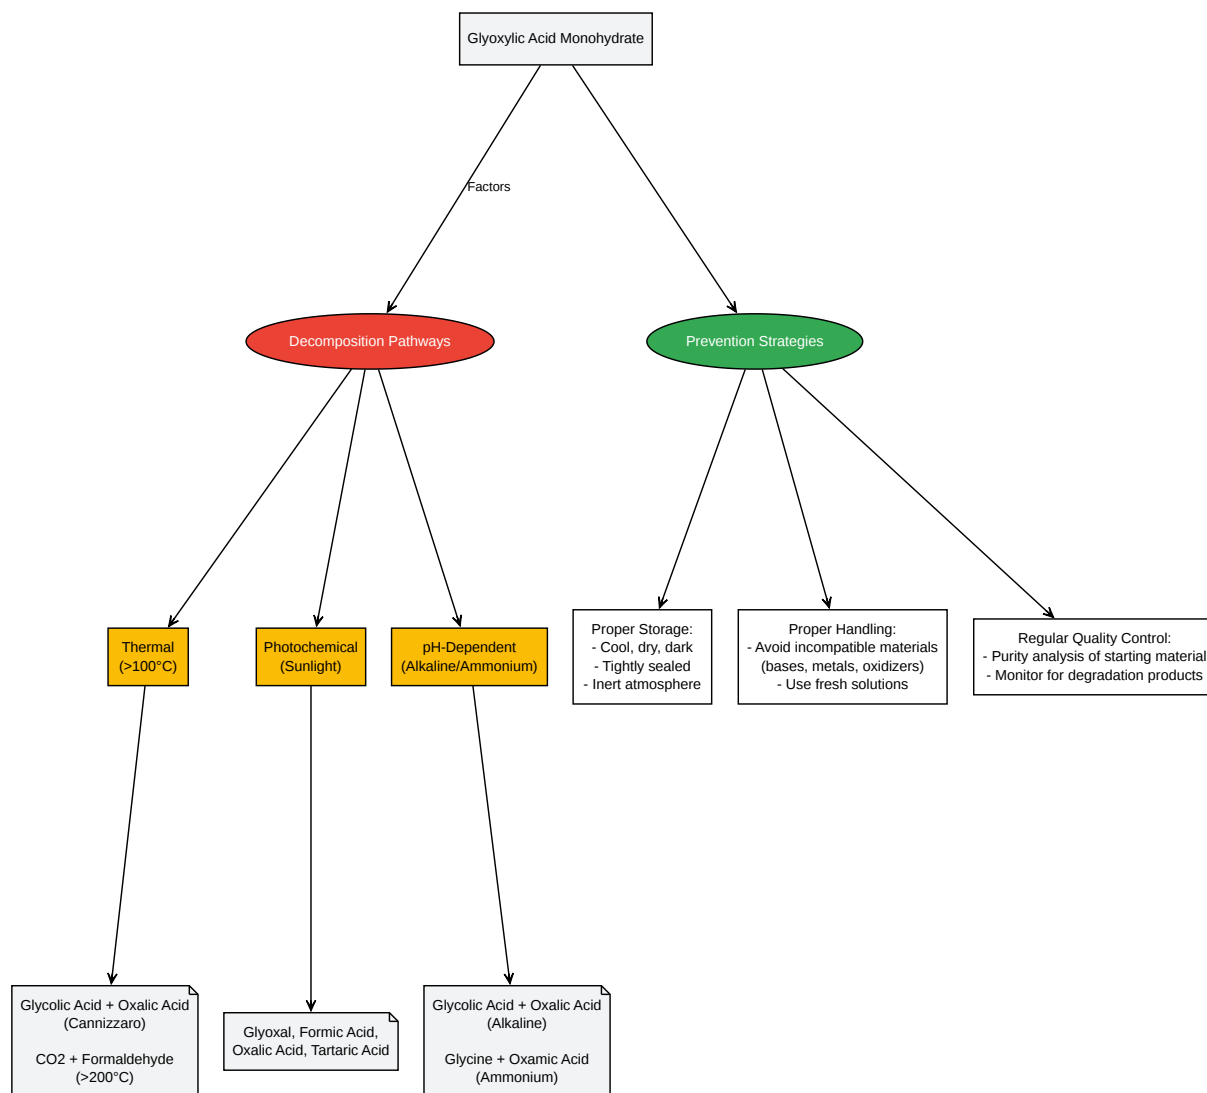 Glyoxylic Acid Monohydrate
Factors
Decomposition Pathways
Prevention Strategies
Thermal
(>100°C)
Photochemical
(Sunlight)
pH-Dependent
(Alkaline/Ammonium)
Proper Storage:
- Cool, dry, dark
- Tightly sealed
- Inert atmosphere
Proper Handling:
- Avoid incompatible materials
(bases, metals, oxidizers)
- Use fresh solutions
Regular Quality Control:
- Purity analysis of starting material
- Monitor for degradation products
Glycolic Acid + Oxalic Acid
(Cannizzaro)
CO2 + Formaldehyde
(>200°C)
Glyoxal, Formic Acid,
Oxalic Acid, Tartaric Acid
Glycolic Acid + Oxalic Acid
(Alkaline)
Glycine + Oxamic Acid
(Ammonium)